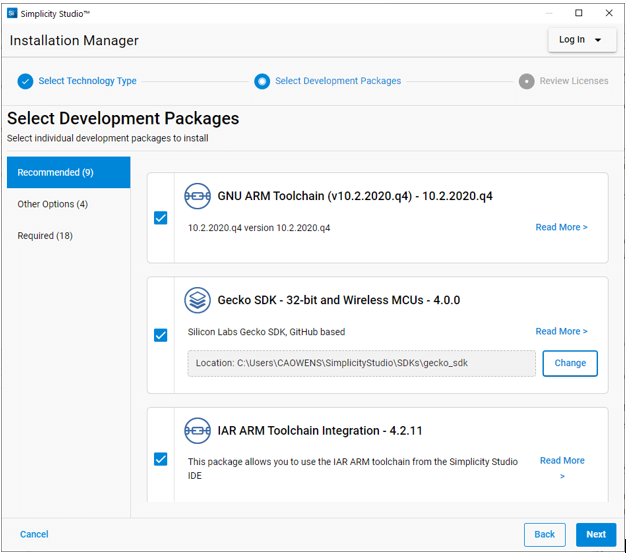 Simplicity Studio™
Installation Manager
Log In
Select Technology Type
Select Development Packages
Review Licenses
Select Development Packages
Select individual development packages to install
Recommended (9)
Other Options (4)
Required (18)
GNU ARM Toolchain (v10.2.2020.q4) - 10.2.2020.q4
10.2.2020.q4 version 10.2.2020.q4
Read More >
Gecko SDK - 32-bit and Wireless MCUs - 4.0.0
Silicon Labs Gecko SDK, GitHub based
Read More >
Location: C:\Users\CAOWENS\SimplicityStudio\SDKs\gecko_sdk
Change
IAR ARM Toolchain Integration - 4.2.11
This package allows you to use the IAR ARM toolchain from the Simplicity Studio
IDE
Read More
>
Cancel
Back
Next